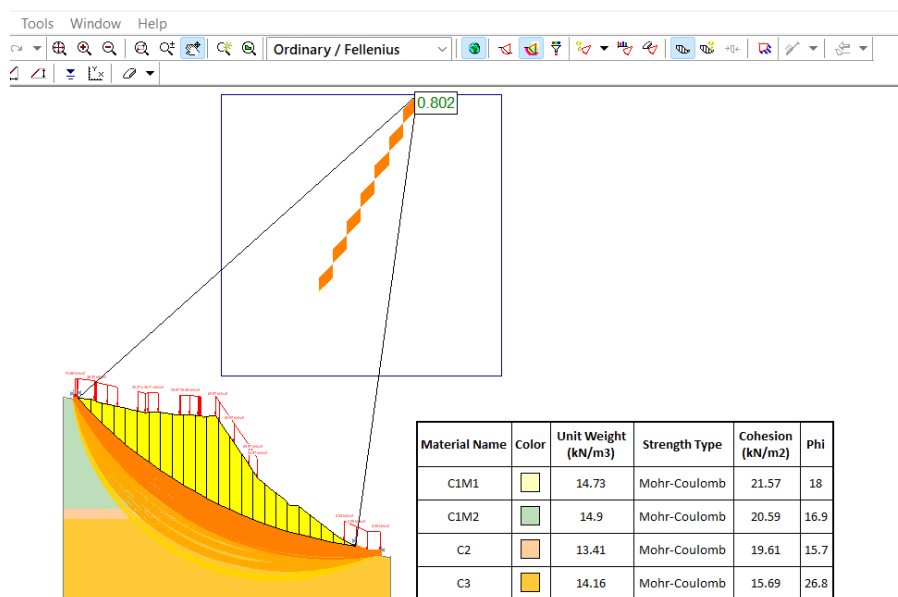 Tools Window Help
Ordinary / Fellenius
0.802
Material Name Color Unit Weight (kN/m3) Strength Type Cohesion (kN/m2) Phi
C1M1 14.73 Mohr-Coulomb 21.57 18
C1M2 14.9 Mohr-Coulomb 20.59 16.9
C2 13.41 Mohr-Coulomb 19.61 15.7
C3 14.16 Mohr-Coulomb 15.69 26.8